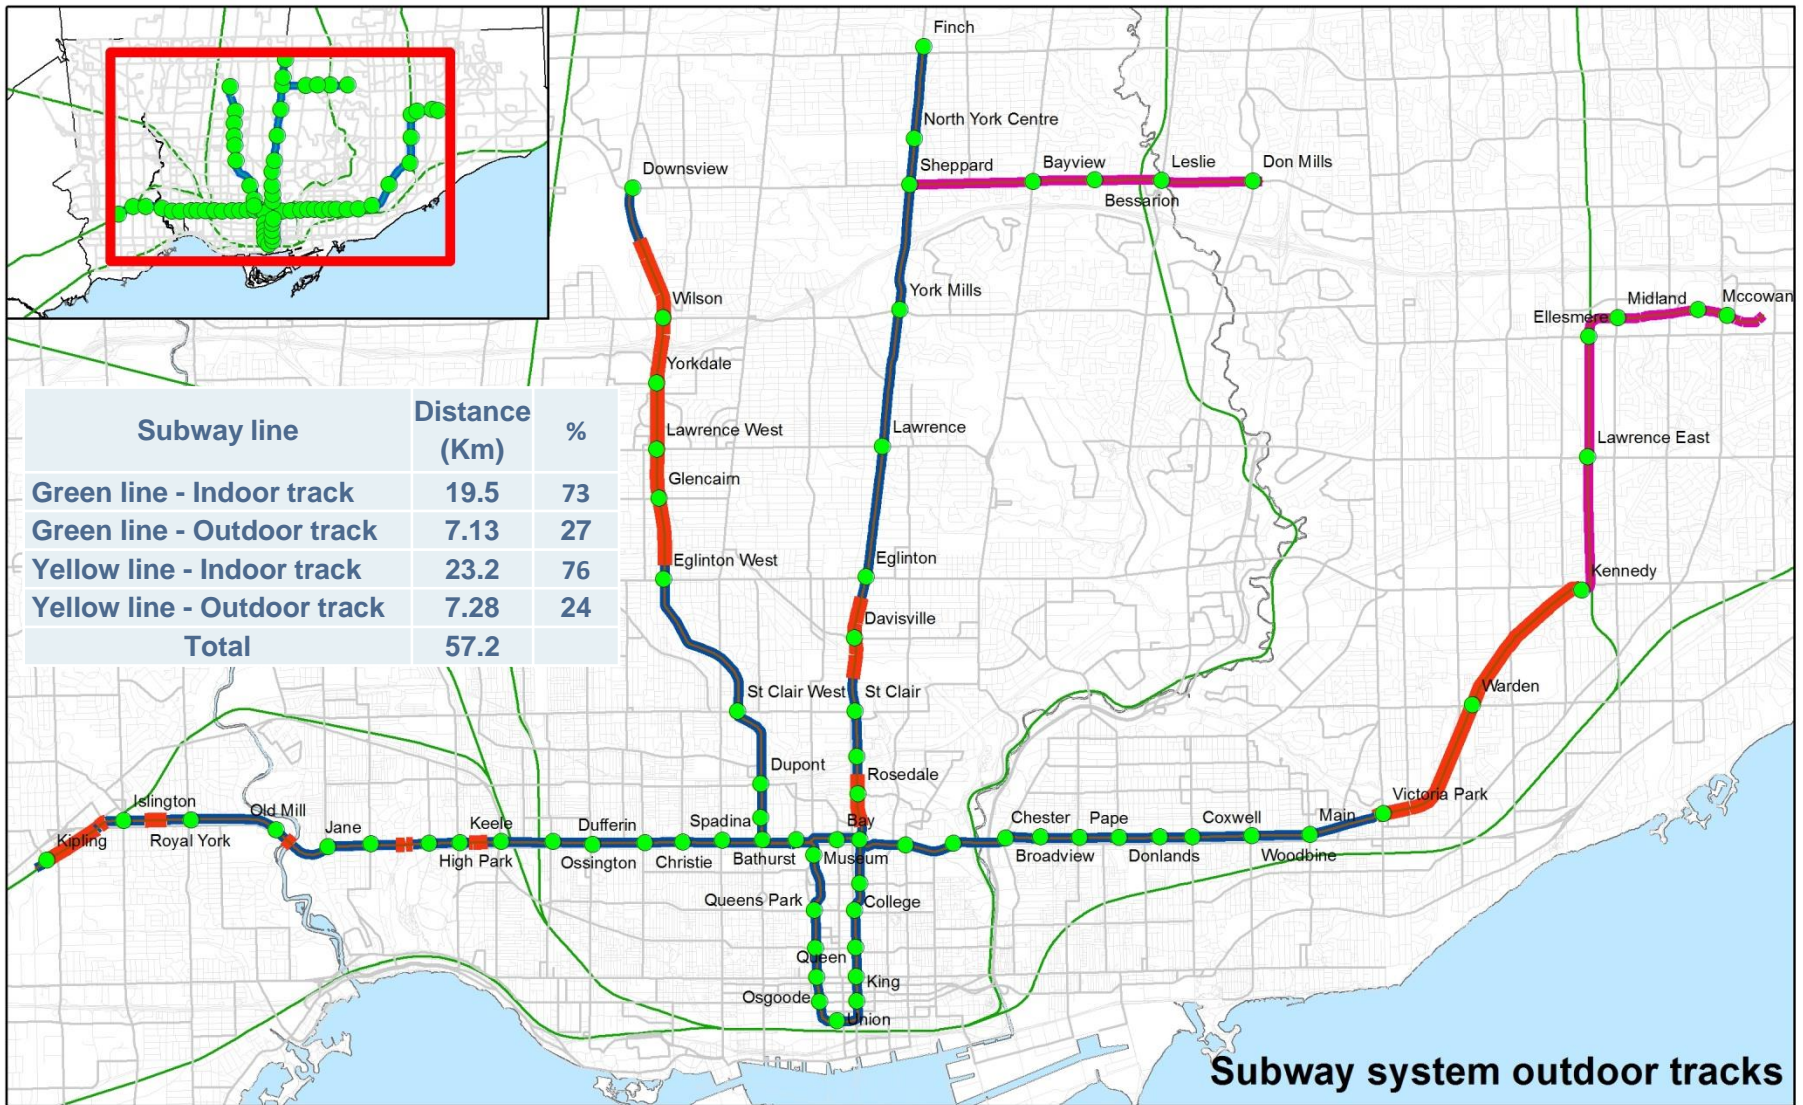 Finch
North York Centre
Downsview
Sheppard
Bayview
Leslie
Don Mills
Bessarion
Wilson
York Mills
Midland
Mccowan
Ellesmere
Yorkdale
Lawrence West
Lawrence
Lawrence East
Glencairn
Eglinton West
Eglinton
Kennedy
Davisville
St Clair West
St Clair
Warden
Dupont
Rosedale
Victoria Park
Islington
Old Mill
Kipling
Royal York
Jane
Keele
High Park
Dufferin
Ossington
Christie
Spadina
Bathurst
Bay
Museum
Chester
Broadview
Pape
Donlands
Coxwell
Woodbine
Main
Queens Park
College
Queen
King
Osgoode
Union
Subway line Distance (Km) %
Green line - Indoor track 19.5 73
Green line - Outdoor track 7.13 27
Yellow line - Indoor track 23.2 76
Yellow line - Outdoor track 7.28 24
Total 57.2
Subway system outdoor tracks